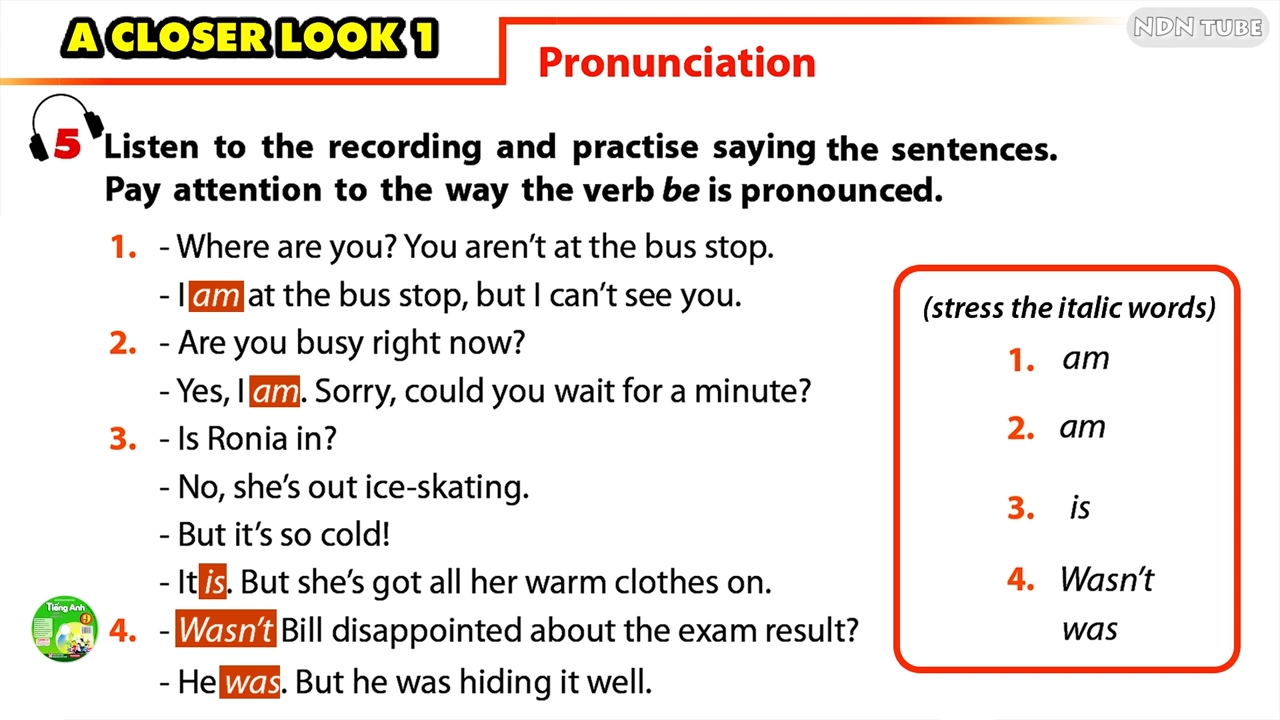 A CLOSER LOOK 1
NDN TUBE
Pronunciation
5 Listen to the recording and practise saying the sentences.
Pay attention to the way the verb be is pronounced.
1. - Where are you? You aren't at the bus stop.
- I am at the bus stop, but I can't see you.
2. - Are you busy right now?
- Yes, I am. Sorry, could you wait for a minute?
3. - Is Ronia in?
- No, she's out ice-skating.
- But it's so cold!
- It is. But she's got all her warm clothes on.
4. - Wasn't Bill disappointed about the exam result?
- He was. But he was hiding it well.
(stress the italic words)
1. am
2. am
3. is
4. Wasn't
was
Tiếng Anh
9